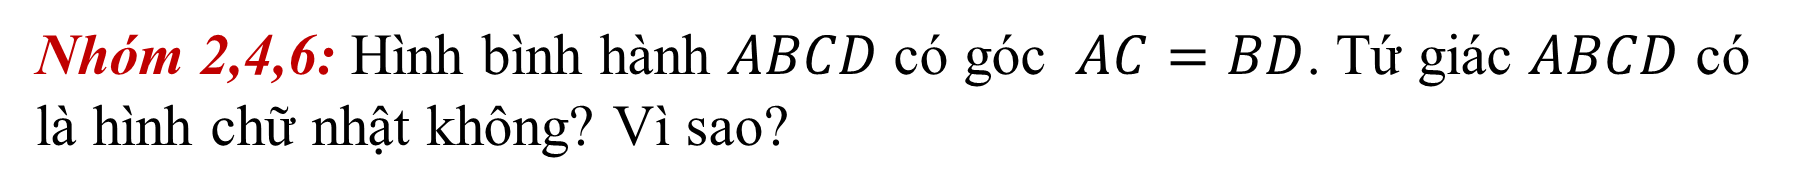 Nhóm 2,4,6: Hình bình hành ABCD có góc AC = BD. Tứ giác ABCD có
là hình chữ nhật không? Vì sao?